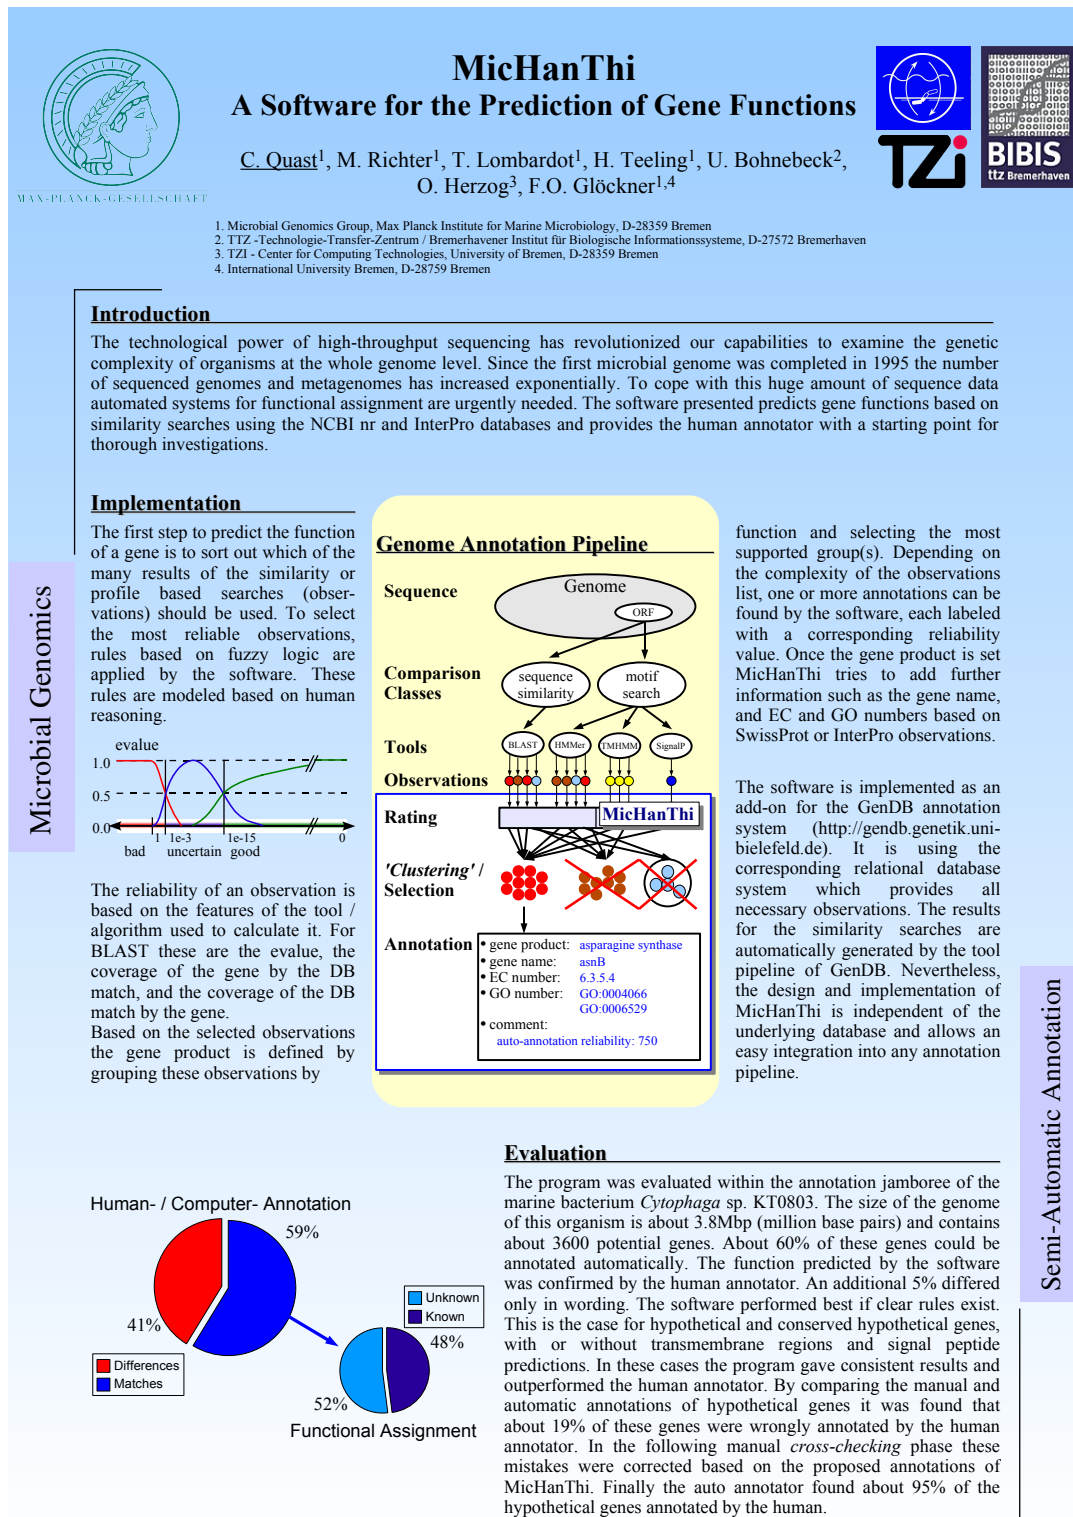 MicHanThi
A Software for the Prediction of Gene Functions
C. Quast1, M. Richter1, T. Lombardot1, H. Teeling1, U. Bohnebeck2,
O. Herzog3, F.O. Glöckner1,4
MAX-PLANCK-GESELLSCHAFT
TZi
BIBIS
ttz Bremerhaven
1. Microbial Genomics Group, Max Planck Institute for Marine Microbiology, D-28359 Bremen
2. TTZ -Technologie-Transfer-Zentrum / Bremerhavener Institut für Biologische Informationssysteme, D-27572 Bremerhaven
3. TZI - Center for Computing Technologies, University of Bremen, D-28359 Bremen
4. International University Bremen, D-28759 Bremen
Introduction
The technological power of high-throughput sequencing has revolutionized our capabilities to examine the genetic
complexity of organisms at the whole genome level. Since the first microbial genome was completed in 1995 the number
of sequenced genomes and metagenomes has increased exponentially. To cope with this huge amount of sequence data
automated systems for functional assignment are urgently needed. The software presented predicts gene functions based on
similarity searches using the NCBI nr and InterPro databases and provides the human annotator with a starting point for
thorough investigations.
Microbial Genomics
Implementation
The first step to predict the function
of a gene is to sort out which of the
many results of the similarity or
profile based searches (obser-
vations) should be used. To select
the most reliable observations,
rules based on fuzzy logic are
applied by the software. These
rules are modeled based on human
reasoning.
evalue
1.0
0.5
0.0
1 1e-3 1e-15 0
bad uncertain good
The reliability of an observation is
based on the features of the tool /
algorithm used to calculate it. For
BLAST these are the evalue, the
coverage of the gene by the DB
match, and the coverage of the DB
match by the gene.
Based on the selected observations
the gene product is defined by
grouping these observations by
Genome Annotation Pipeline
Sequence
Genome
ORF
Comparison
Classes
sequence
similarity
motif
search
Tools
BLAST HMMer TMHMM SignalP
Observations
Rating
MicHanThi
'Clustering' /
Selection
Annotation
• gene product: asparagine synthase
• gene name: asnB
• EC number: 6.3.5.4
• GO number: GO:0004066
GO:0006529
• comment:
auto-annotation reliability: 750
function and selecting the most
supported group(s). Depending on
the complexity of the observations
list, one or more annotations can be
found by the software, each labeled
with a corresponding reliability
value. Once the gene product is set
MicHanThi tries to add further
information such as the gene name,
and EC and GO numbers based on
SwissProt or InterPro observations.
The software is implemented as an
add-on for the GenDB annotation
system (http://gendb.genetik.uni-
bielefeld.de). It is using the
corresponding relational database
system which provides all
necessary observations. The results
for the similarity searches are
automatically generated by the tool
pipeline of GenDB. Nevertheless,
the design and implementation of
MicHanThi is independent of the
underlying database and allows an
easy integration into any annotation
pipeline.
Semi-Automatic Annotation
Human- / Computer- Annotation
59%
41%
Differences
Matches
Unknown
Known
48%
52%
Functional Assignment
Evaluation
The program was evaluated within the annotation jamboree of the
marine bacterium Cytophaga sp. KT0803. The size of the genome
of this organism is about 3.8Mbp (million base pairs) and contains
about 3600 potential genes. About 60% of these genes could be
annotated automatically. The function predicted by the software
was confirmed by the human annotator. An additional 5% differed
only in wording. The software performed best if clear rules exist.
This is the case for hypothetical and conserved hypothetical genes,
with or without transmembrane regions and signal peptide
predictions. In these cases the program gave consistent results and
outperformed the human annotator. By comparing the manual and
automatic annotations of hypothetical genes it was found that
about 19% of these genes were wrongly annotated by the human
annotator. In the following manual cross-checking phase these
mistakes were corrected based on the proposed annotations of
MicHanThi. Finally the auto annotator found about 95% of the
hypothetical genes annotated by the human.